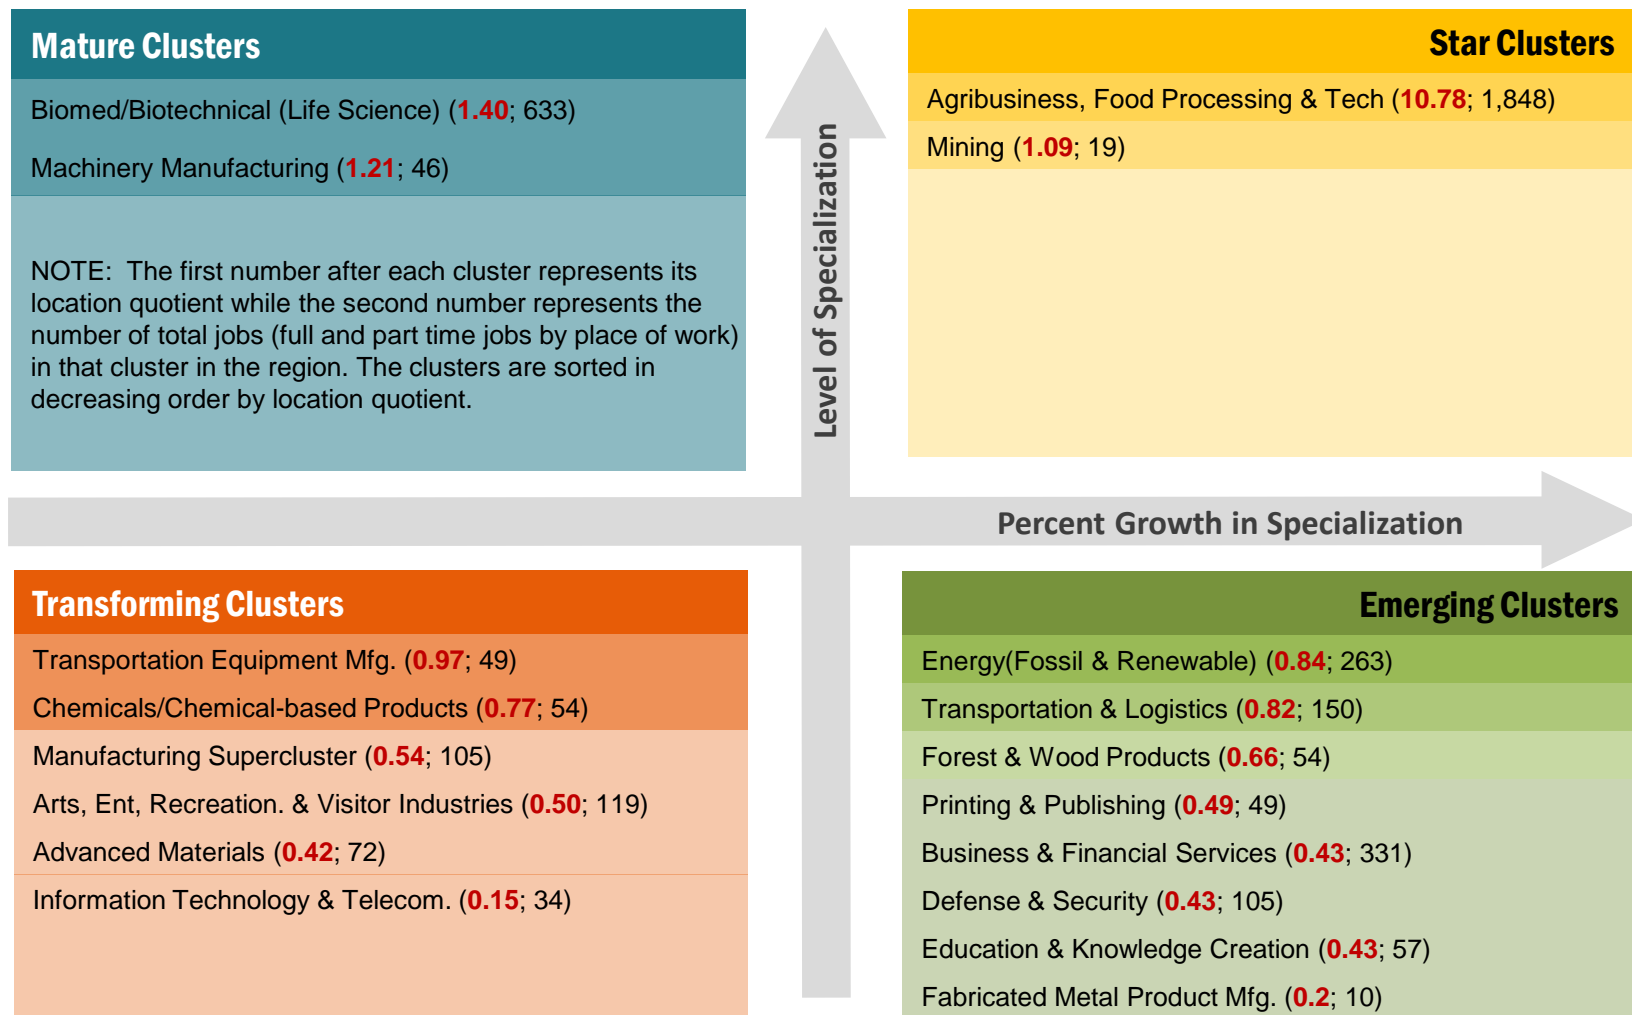 Mature Clusters
Biomed/Biotechnical (Life Science) (1.40; 633)
Machinery Manufacturing (1.21; 46)
NOTE:  The first number after each cluster represents its
location quotient while the second number represents the
number of total jobs (full and part time jobs by place of work)
in that cluster in the region. The clusters are sorted in
decreasing order by location quotient.
Level of Specialization
Star Clusters
Agribusiness, Food Processing & Tech (10.78; 1,848)
Mining (1.09; 19)
Percent Growth in Specialization
Transforming Clusters
Transportation Equipment Mfg. (0.97; 49)
Chemicals/Chemical-based Products (0.77; 54)
Manufacturing Supercluster (0.54; 105)
Arts, Ent, Recreation. & Visitor Industries (0.50; 119)
Advanced Materials (0.42; 72)
Information Technology & Telecom. (0.15; 34)
Emerging Clusters
Energy(Fossil & Renewable) (0.84; 263)
Transportation & Logistics (0.82; 150)
Forest & Wood Products (0.66; 54)
Printing & Publishing (0.49; 49)
Business & Financial Services (0.43; 331)
Defense & Security (0.43; 105)
Education & Knowledge Creation (0.43; 57)
Fabricated Metal Product Mfg. (0.2; 10)